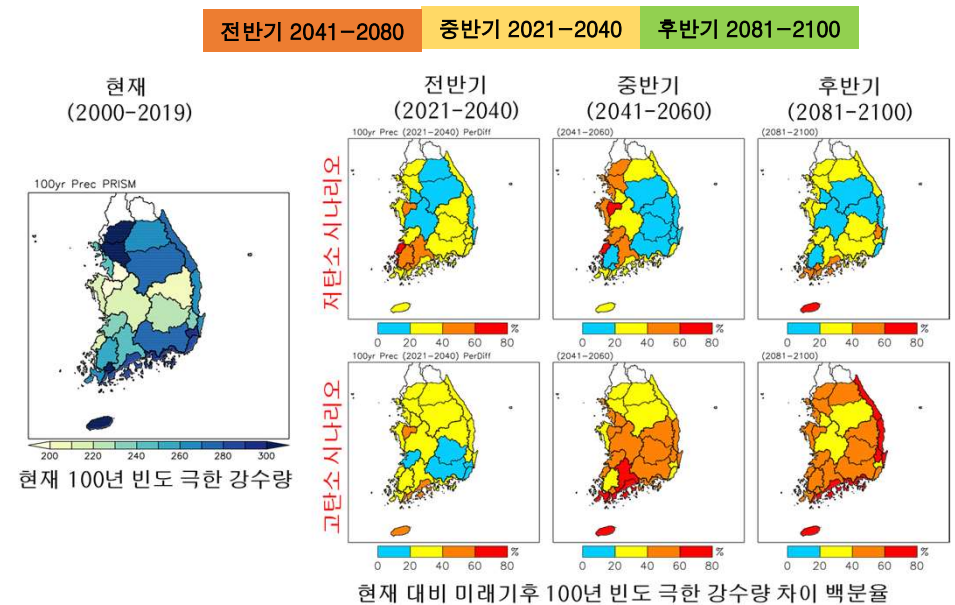 전반기 2041-2080 중반기 2021-2040 후반기 2081-2100
현재
(2000-2019)
전반기
(2021-2040)
중반기
(2041-2060)
후반기
(2081-2100)
100yr Prec PRISM
200 220 240 260 280 300
현재 100년 빈도 극한 강수량
저탄소 시나리오
100yr Prec (2021-2040) PerDiff
(2041-2060)
(2081-2100)
0 20 40 60 80 %
0 20 40 60 80 %
0 20 40 60 80 %
고탄소 시나리오
100yr Prec (2021-2040) PerDiff
(2041-2060)
(2081-2100)
0 20 40 60 80 %
0 20 40 60 80 %
0 20 40 60 80 %
현재 대비 미래기후 100년 빈도 극한 강수량 차이 백분율